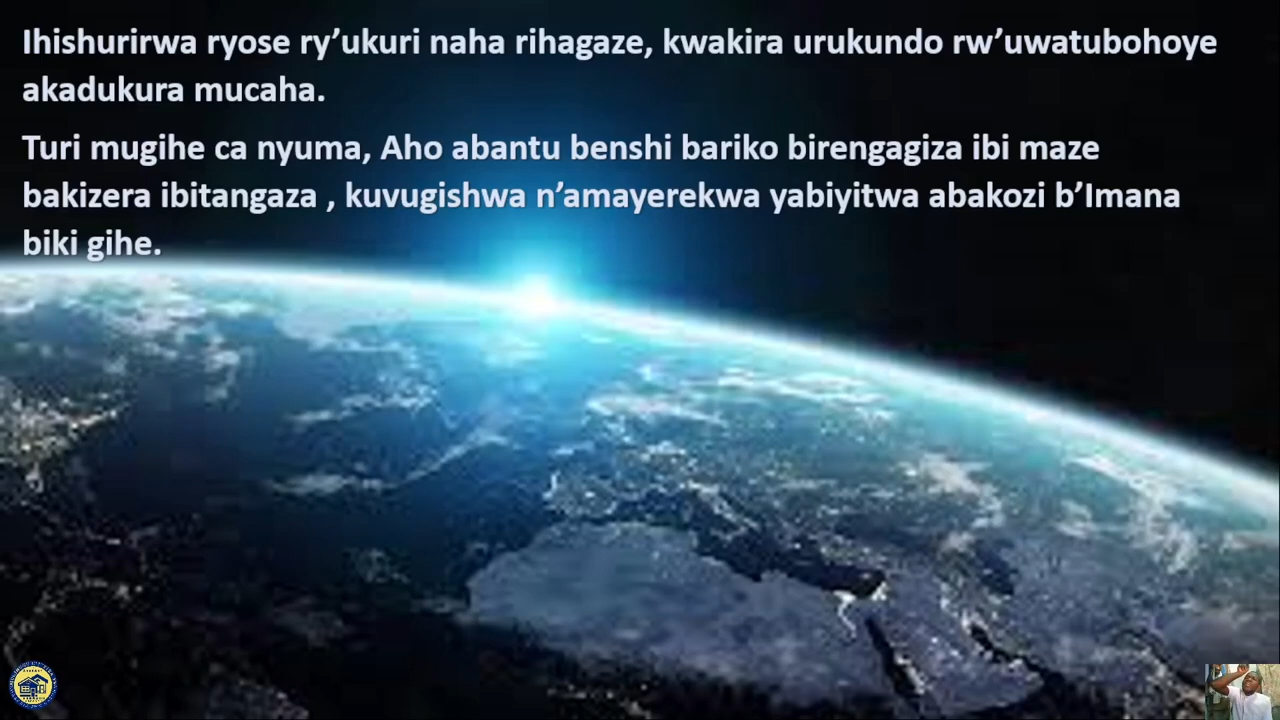 Ihishurirwa ryose ry’ukuri naha rihagaze, kwakira urukundo rw’uwatubohoye
akadukura mucaha.
Turi mugihe ca nyuma, Aho abantu benshi bariko birengagiza ibi maze
bakizera ibitangaza , kuvugishwa n’amayerekwa yabiyitwa abakozi b’Imana
biki gihe.